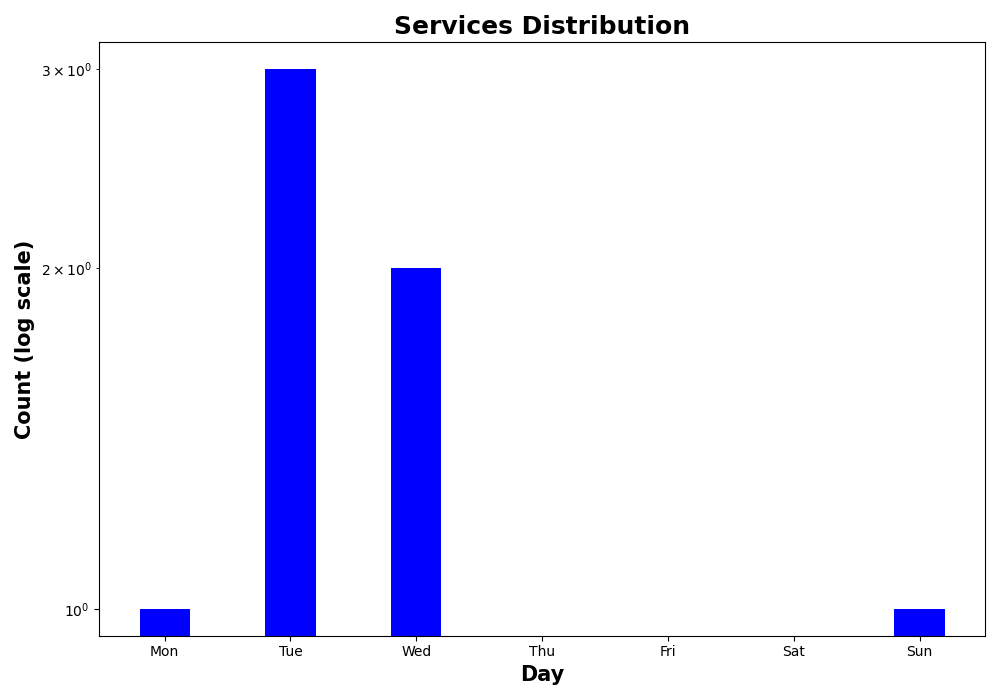 Services Distribution
3 × 10⁰
2 × 10⁰
10⁰
Count (log scale)
Mon Tue Wed Thu Fri Sat Sun
Day